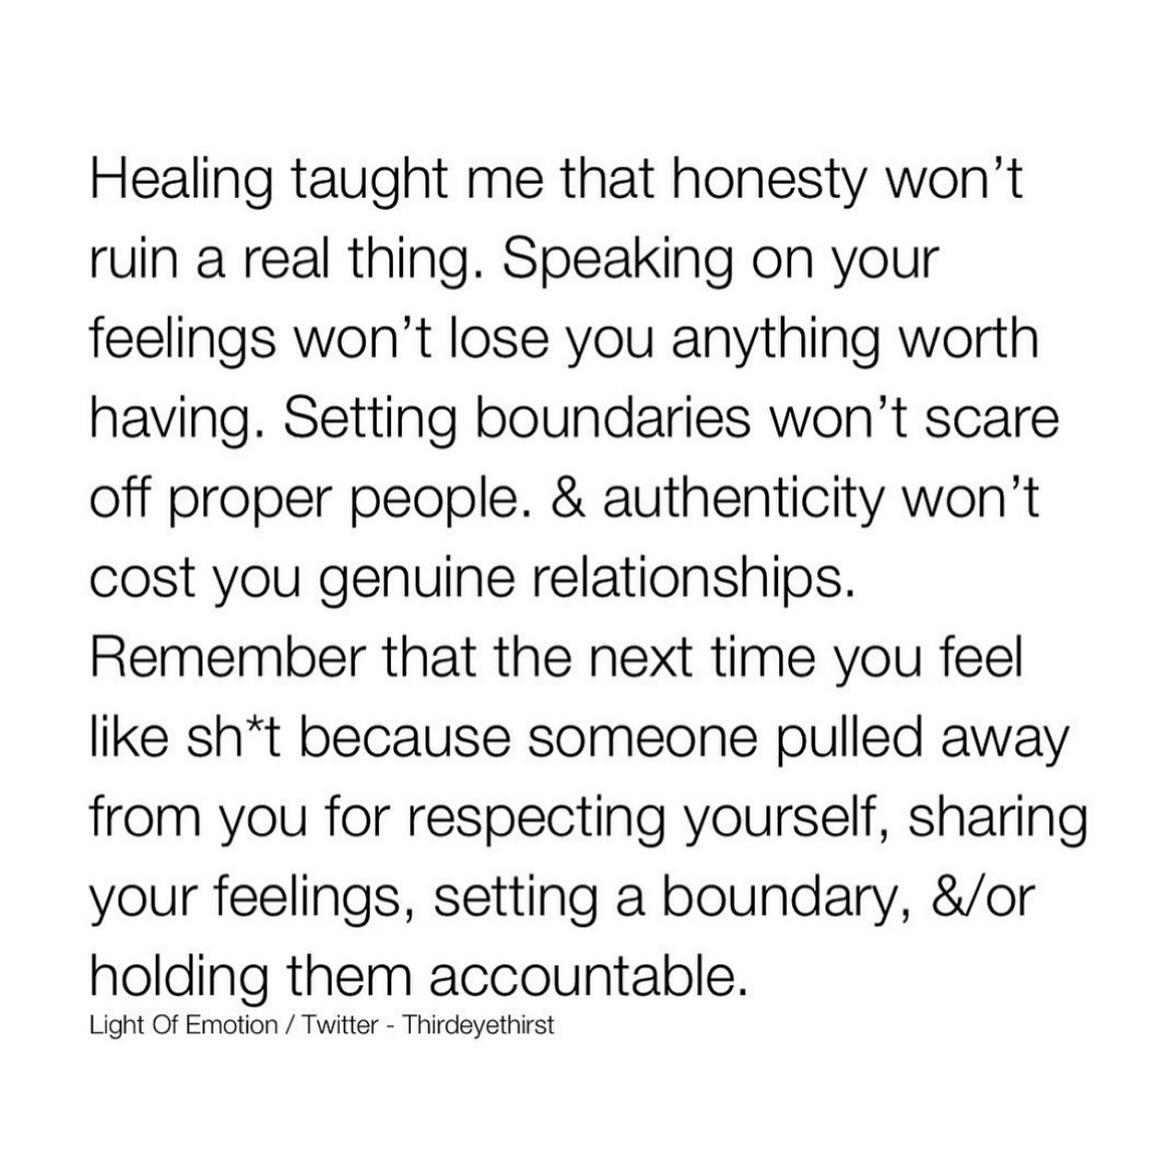 Healing taught me that honesty won’t
ruin a real thing. Speaking on your
feelings won’t lose you anything worth
having. Setting boundaries won’t scare
off proper people. & authenticity won’t
cost you genuine relationships.
Remember that the next time you feel
like sh*t because someone pulled away
from you for respecting yourself, sharing
your feelings, setting a boundary, &/or
holding them accountable.
Light Of Emotion / Twitter - Thirdeyethirst